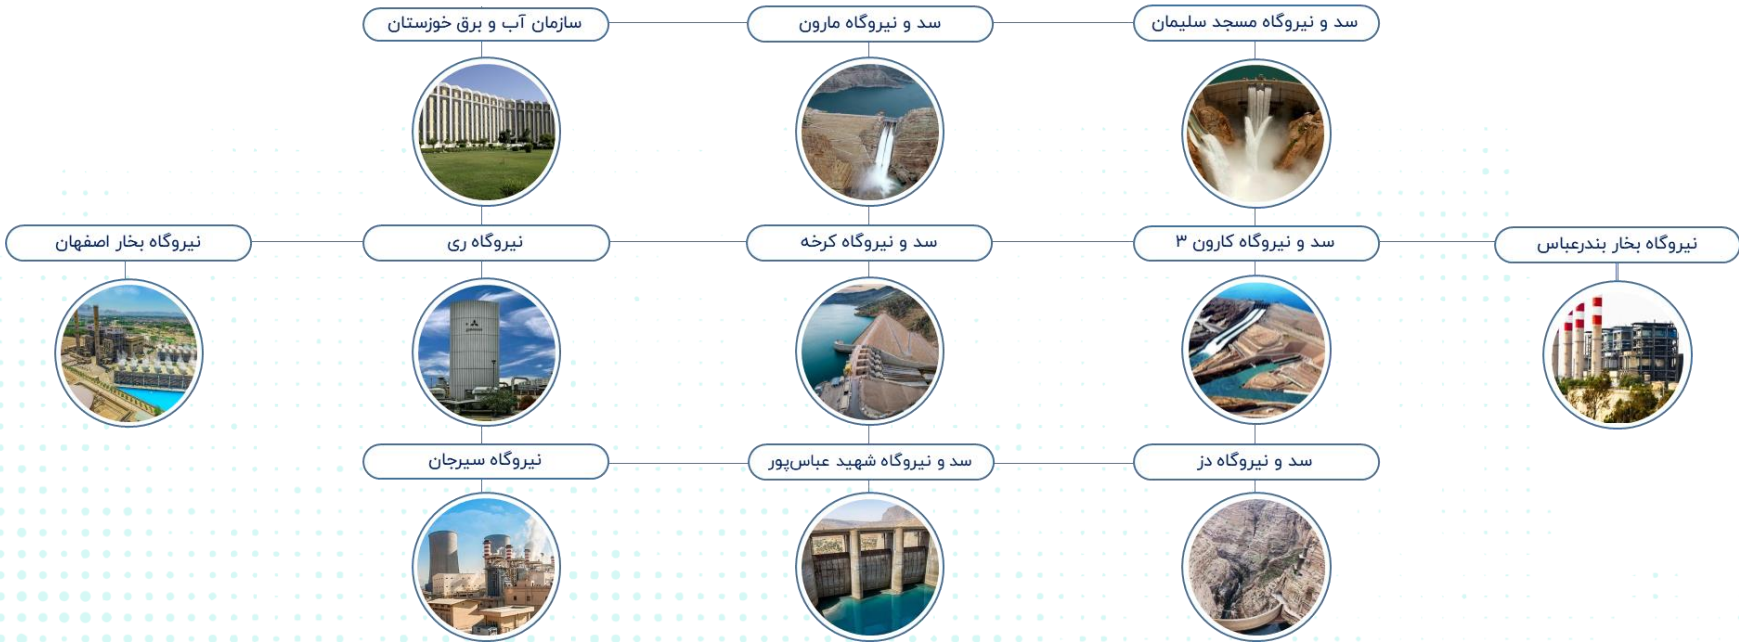 سد و نیروگاه مسجد سلیمان
سد و نیروگاه مارون
سازمان آب و برق خوزستان
نیروگاه بخار بندرعباس
سد و نیروگاه کارون ۳
سد و نیروگاه کرخه
نیروگاه ری
نیروگاه بخار اصفهان
سد و نیروگاه دز
سد و نیروگاه شهید عباس‌پور
نیروگاه سیرجان